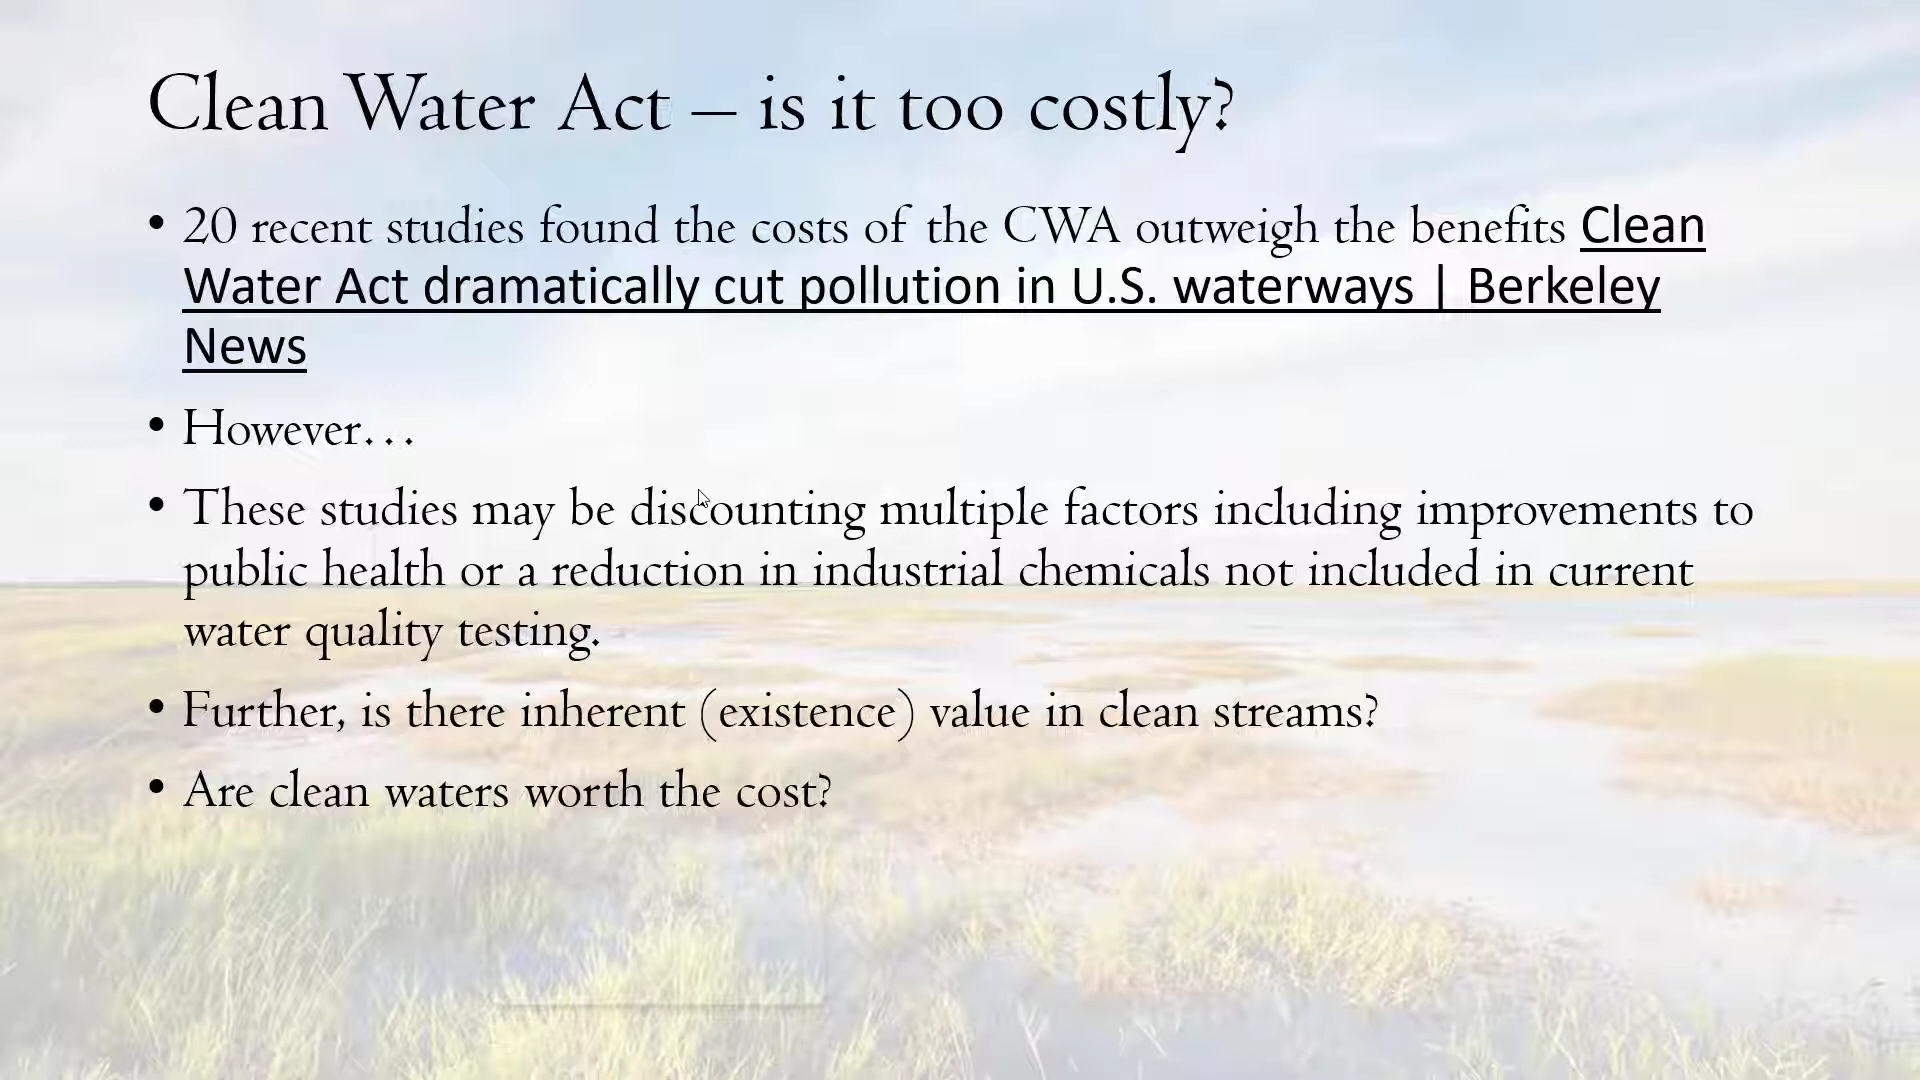 Clean Water Act – is it too costly?
• 20 recent studies found the costs of the CWA outweigh the benefits Clean
Water Act dramatically cut pollution in U.S. waterways | Berkeley
News
• However…
• These studies may be discounting multiple factors including improvements to
public health or a reduction in industrial chemicals not included in current
water quality testing.
• Further, is there inherent (existence) value in clean streams?
• Are clean waters worth the cost?